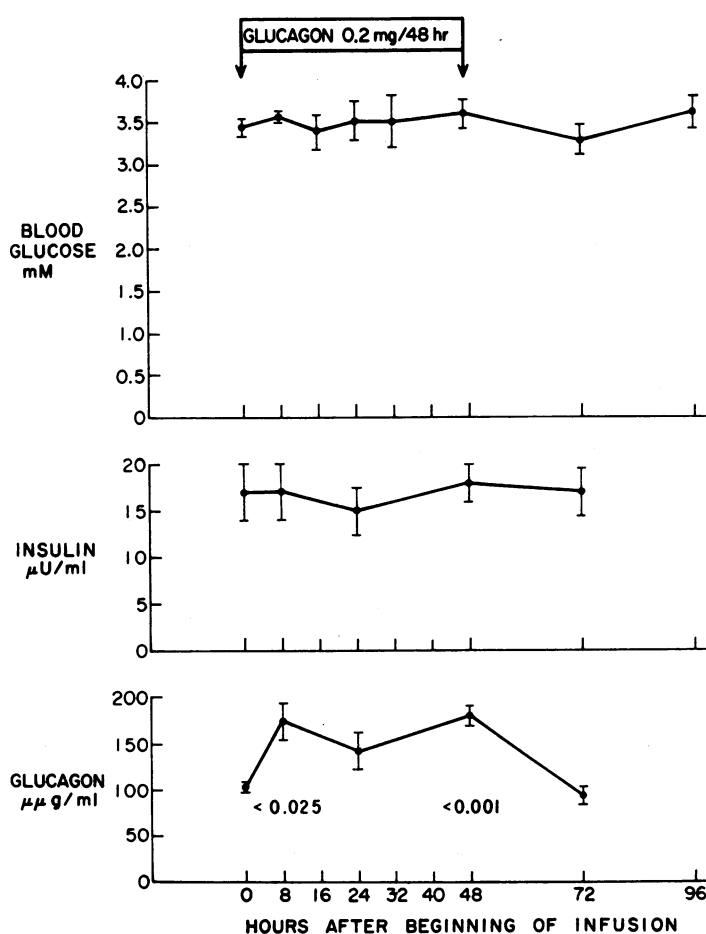 GLUCAGON 0.2 mg/48 hr
4.0
3.5
3.0
2.5
2.0
1.5
1.0
0.5
0
BLOOD
GLUCOSE
mM
20
15
10
5
0
INSULIN
μU/ml
200
150
100
50
0
GLUCAGON
μμg/ml
<0.025 <0.001
0 8 16 24 32 40 48 72 96
HOURS AFTER BEGINNING OF INFUSION